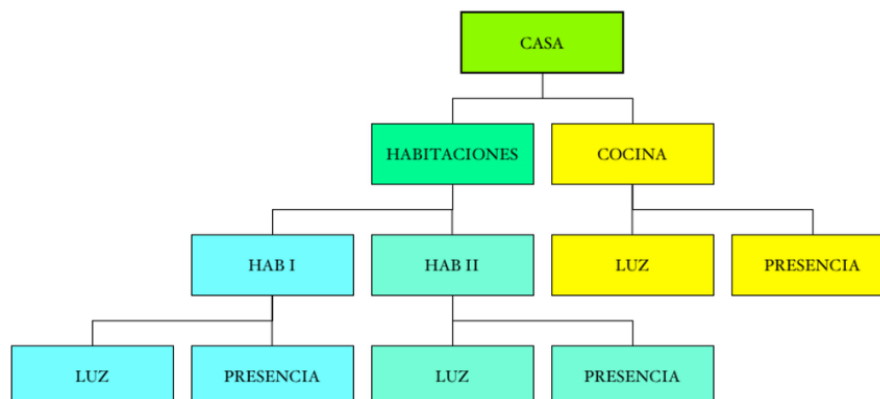 CASA
HABITACIONES
COCINA
HAB I
HAB II
LUZ
PRESENCIA
LUZ
PRESENCIA
LUZ
PRESENCIA